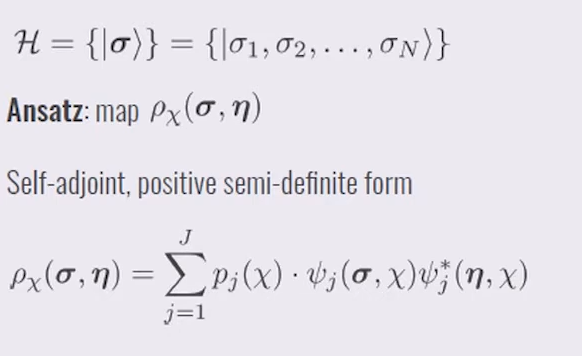 ℋ = {|σ⟩} = {|σ₁, σ₂, . . . , σ_N⟩}
Ansatz: map ρ_χ(σ, η)
Self-adjoint, positive semi-definite form
ρ_χ(σ, η) = ∑_{j=1}^{J} p_j(χ) · ψ_j(σ, χ)ψ_j^*(η, χ)